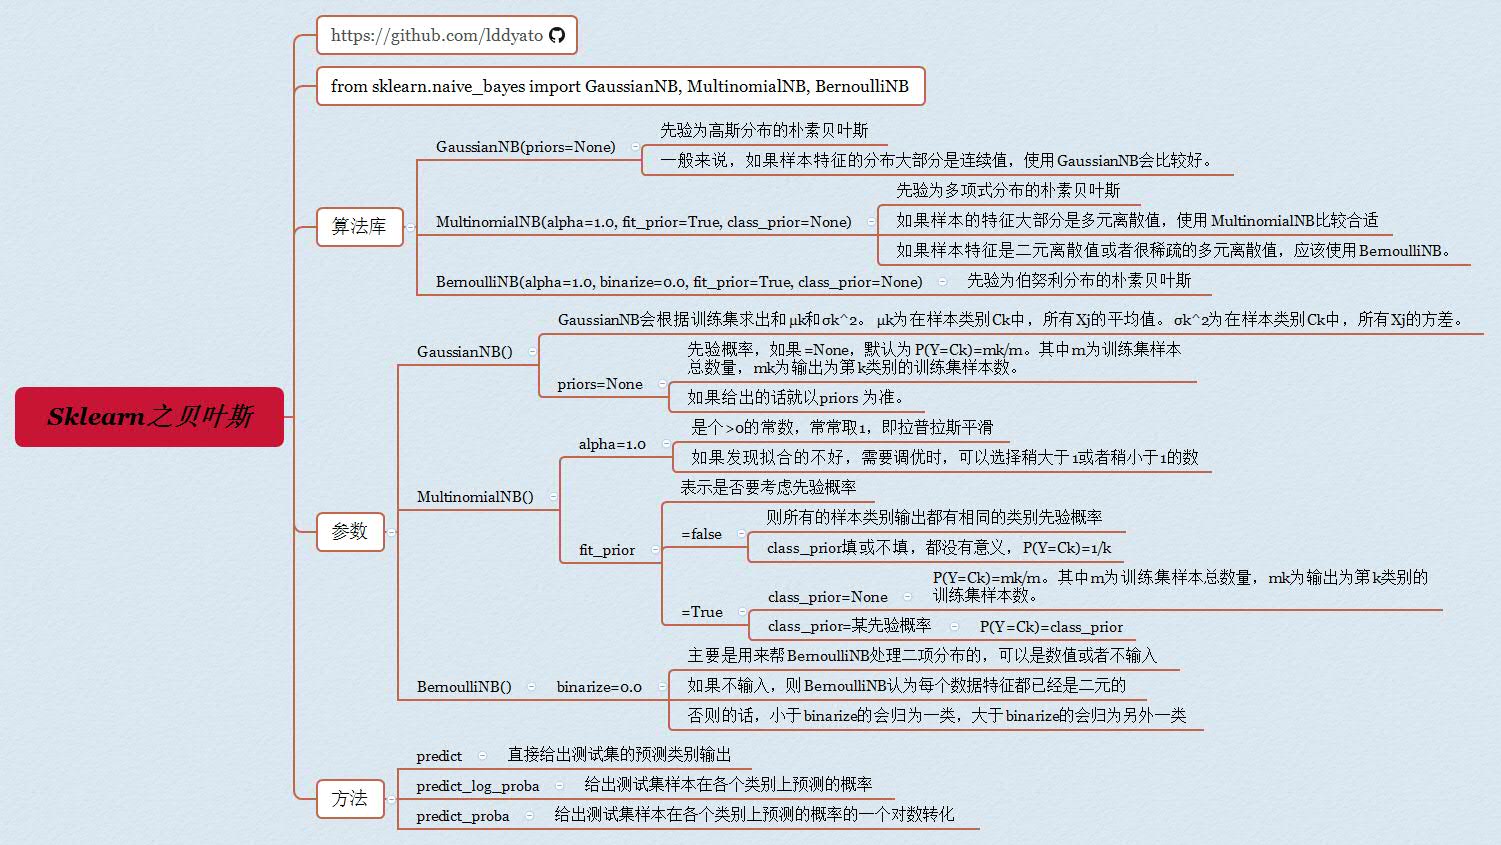 https://github.com/lddyato
from sklearn.naive_bayes import GaussianNB, MultinomialNB, BernoulliNB
先验为高斯分布的朴素贝叶斯
GaussianNB(priors=None)
一般来说，如果样本特征的分布大部分是连续值，使用GaussianNB会比较好。
先验为多项式分布的朴素贝叶斯
算法库
MultinomialNB(alpha=1.0, fit_prior=True, class_prior=None)
如果样本的特征大部分是多元离散值，使用 MultinomialNB比较合适
如果样本特征是二元离散值或者很稀疏的多元离散值，应该使用BernoulliNB。
BernoulliNB(alpha=1.0, binarize=0.0, fit_prior=True, class_prior=None)
先验为伯努利分布的朴素贝叶斯
GaussianNB会根据训练集求出和 μk和σk^2。 μk为在样本类别Ck中，所有Xj的平均值。σk^2为在样本类别Ck中，所有Xj的方差。
GaussianNB()
先验概率，如果 =None，默认为 P(Y=Ck)=mk/m。其中m为训练集样本
总数量，mk为输出为第k类别的训练集样本数。
priors=None
如果给出的话就以priors 为准。
Sklearn之贝叶斯
是个>0的常数，常常取1，即拉普拉斯平滑
alpha=1.0
如果发现拟合的不好，需要调优时，可以选择稍大于1或者稍小于1的数
MultinomialNB()
表示是否要考虑先验概率
则所有的样本类别输出都有相同的类别先验概率
参数
=false
class_prior填或不填，都没有意义，P(Y=Ck)=1/k
fit_prior
P(Y=Ck)=mk/m。其中m为训练集样本总数量，mk为输出为第k类别的
训练集样本数。
class_prior=None
=True
class_prior=某先验概率
P(Y=Ck)=class_prior
主要是用来帮BernoulliNB处理二项分布的，可以是数值或者不输入
BernoulliNB()
binarize=0.0
如果不输入，则 BernoulliNB认为每个数据特征都已经是二元的
否则的话，小于binarize的会归为一类，大于binarize的会归为另外一类
predict
直接给出测试集的预测类别输出
方法
predict_log_proba
给出测试集样本在各个类别上预测的概率
predict_proba
给出测试集样本在各个类别上预测的概率的一个对数转化